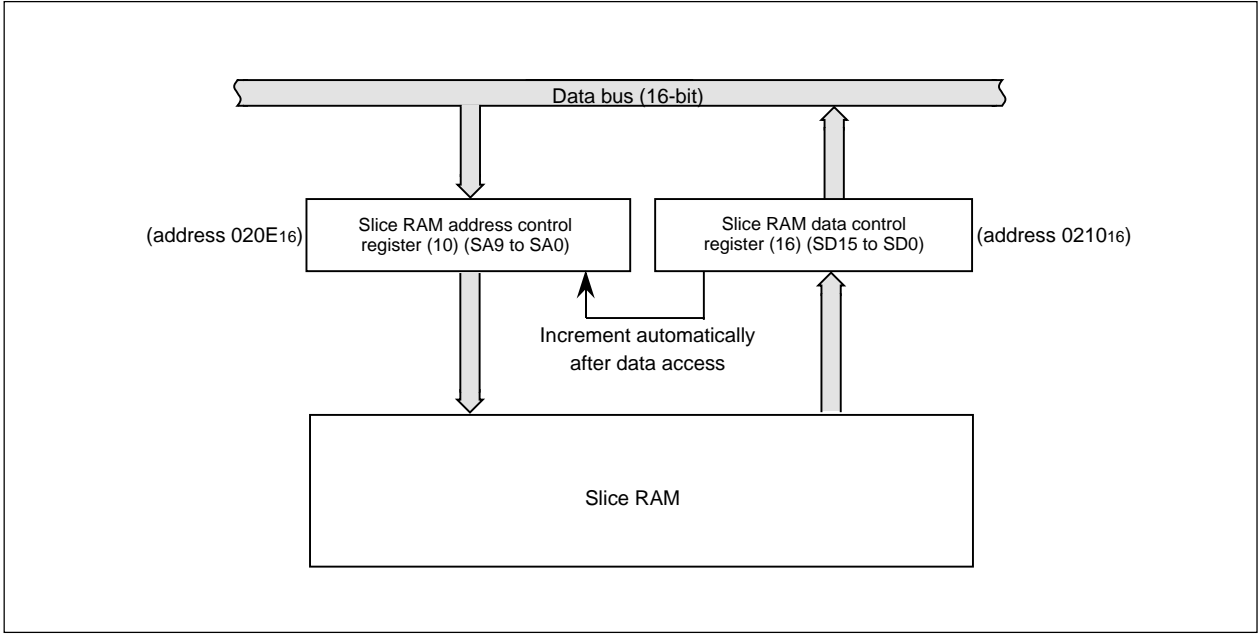 Data bus (16-bit)
(address 020E16)
Slice RAM address control
register (10) (SA9 to SA0)
Slice RAM data control
register (16) (SD15 to SD0)
(address 021016)
Increment automatically
after data access
Slice RAM